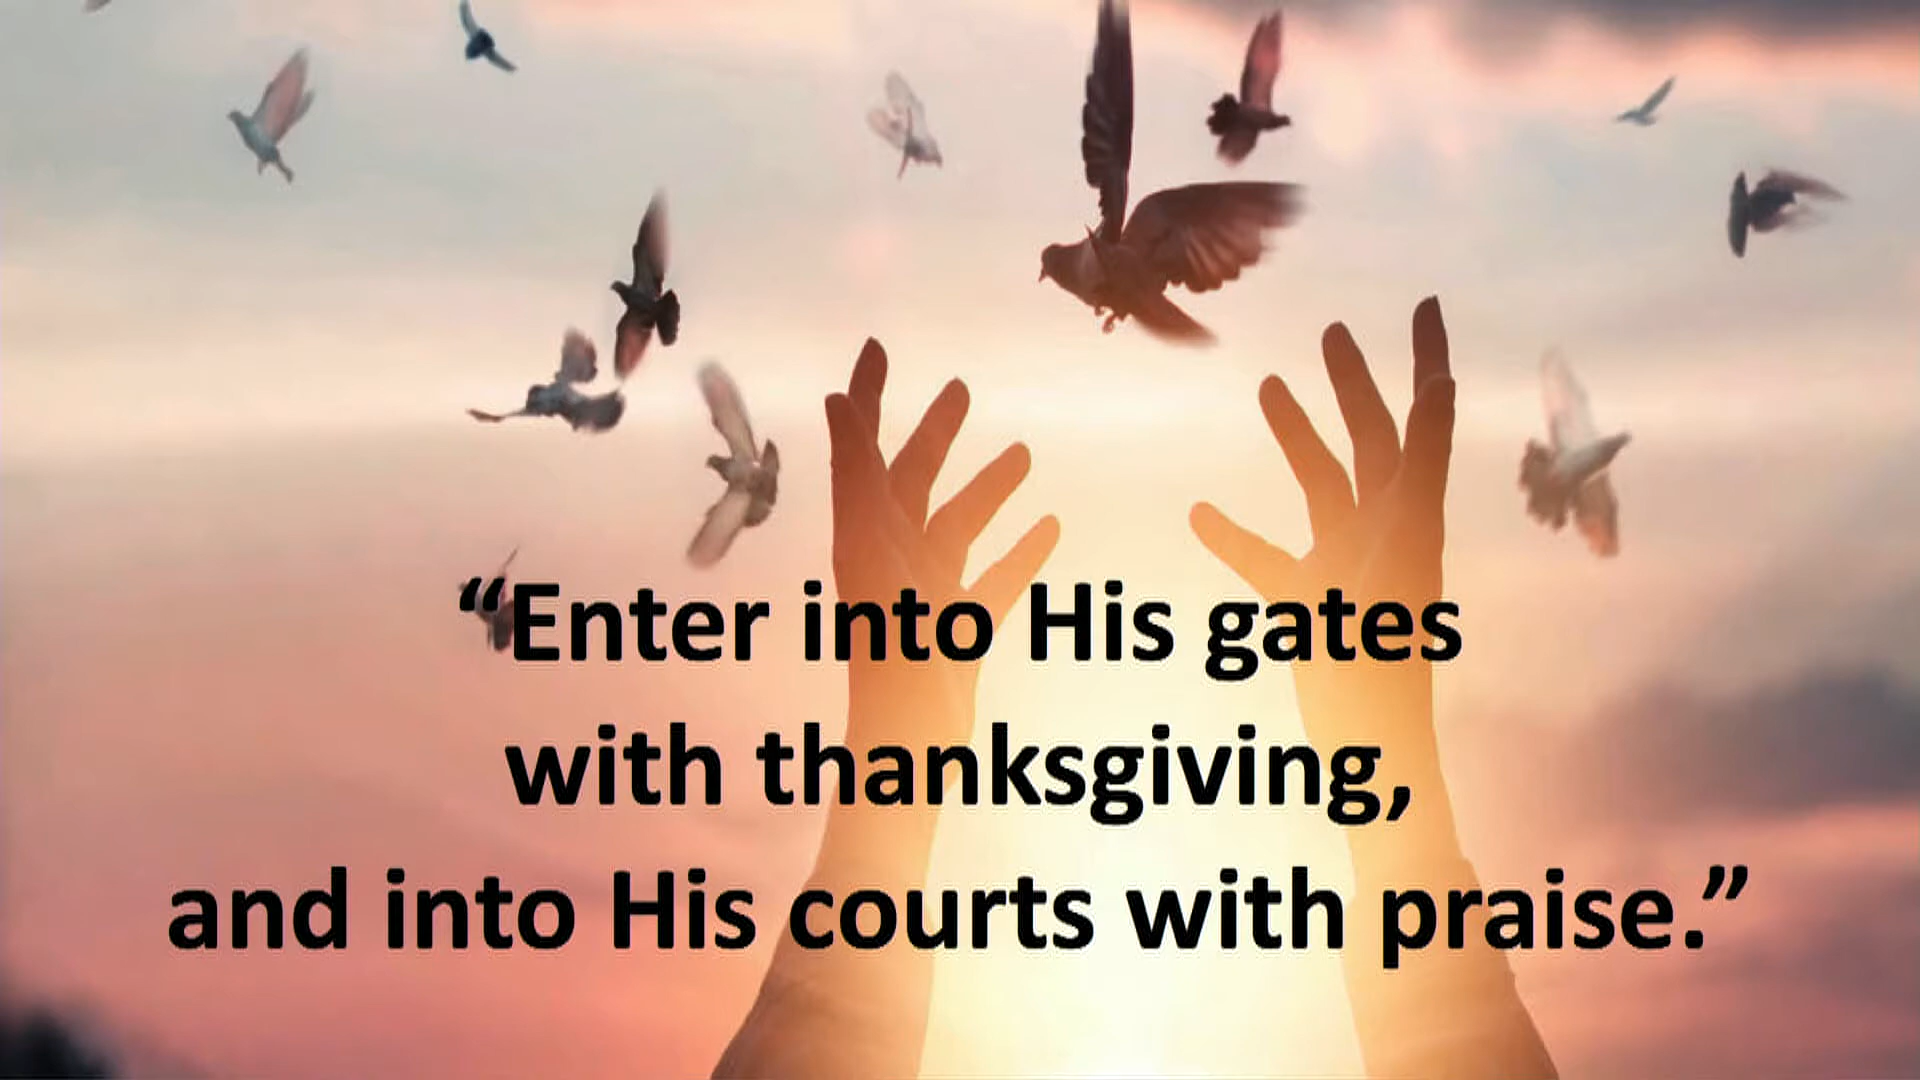 “Enter into His gates
with thanksgiving,
and into His courts with praise.”